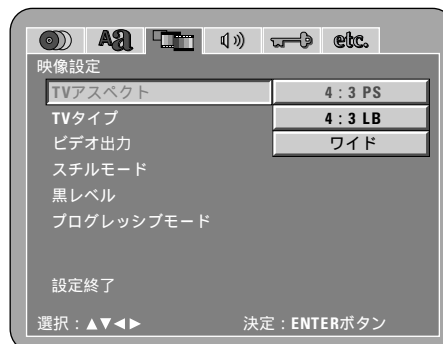 Aあ etc.
映像設定
TVアスペクト 4:3 PS
TVタイプ 4:3 LB
ビデオ出力 ワイド
スチルモード
黒レベル
プログレッシブモード
設定終了
選択:▲▼◀▶ 決定:ENTERボタン